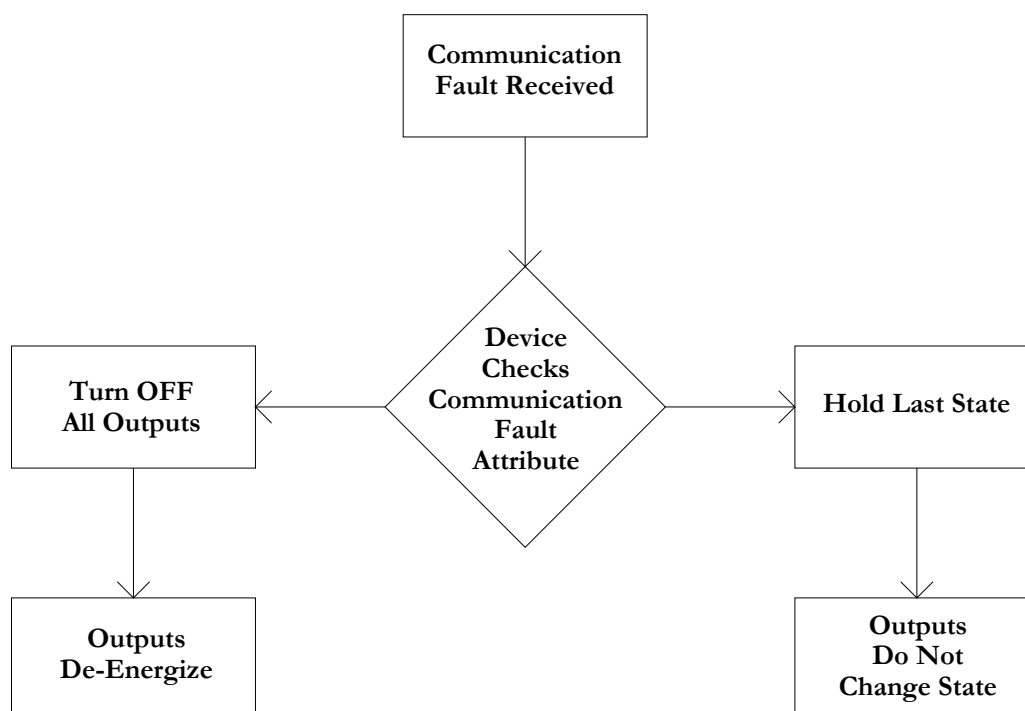 Communication
Fault Received
Device
Checks
Communication
Fault
Attribute
Turn OFF
All Outputs
Hold Last State
Outputs
De-Energize
Outputs
Do Not
Change State